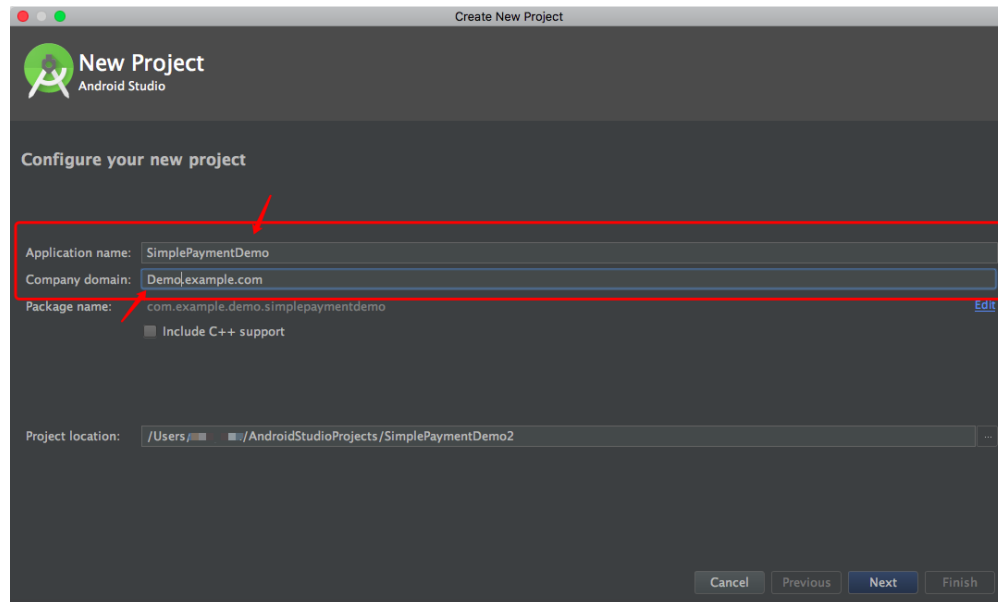 Create New Project
New Project
Android Studio
Configure your new project
Application name: SimplePaymentDemo
Company domain: Demo.example.com
Package name: com.example.demo.simplepaymentdemo Edit
Include C++ support
Project location: /Users/ /AndroidStudioProjects/SimplePaymentDemo2 ...
Cancel Previous Next Finish